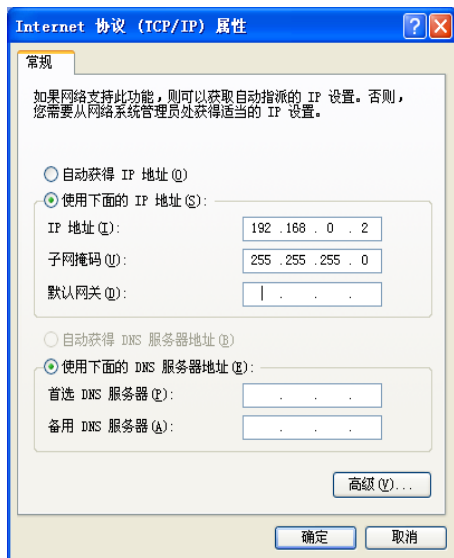 Internet 协议 (TCP/IP) 属性
常规
如果网络支持此功能，则可以获取自动指派的 IP 设置。否则，
您需要从网络系统管理员处获得适当的 IP 设置。
自动获得 IP 地址(O)
使用下面的 IP 地址(S):
IP 地址(I): 192 .168 . 0 . 2
子网掩码(U): 255 .255 .255 . 0
默认网关(D): . . .
自动获得 DNS 服务器地址(B)
使用下面的 DNS 服务器地址(E):
首选 DNS 服务器(P): . . .
备用 DNS 服务器(A): . . .
高级(V)...
确定 取消